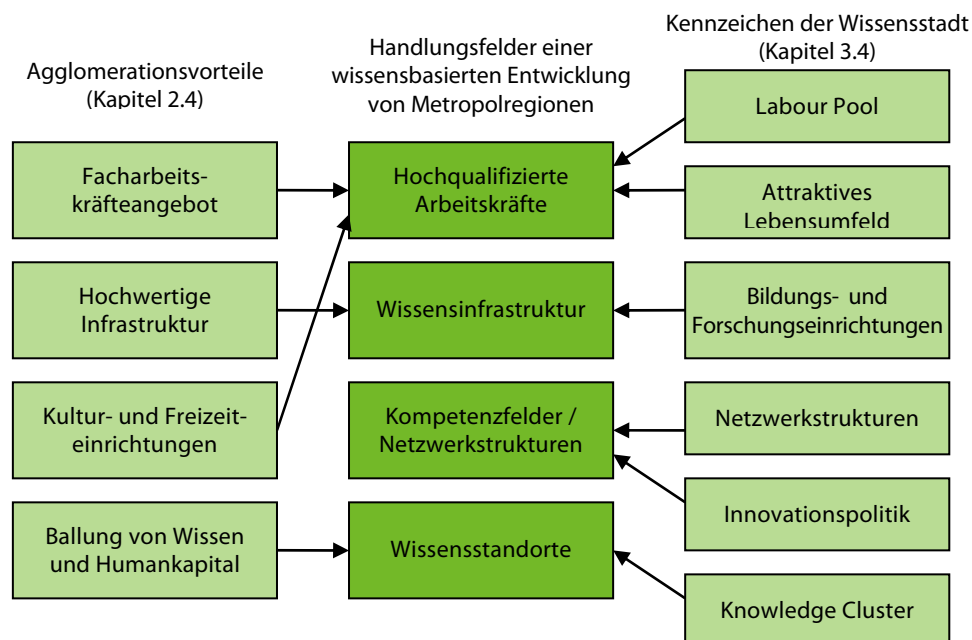 Agglomerationsvorteile
(Kapitel 2.4)
Facharbeits-
kräfteangebot
Hochwertige
Infrastruktur
Kultur- und Freizeit-
einrichtungen
Ballung von Wissen
und Humankapital
Handlungsfelder einer
wissensbasierten Entwicklung
von Metropolregionen
Hochqualifizierte
Arbeitskräfte
Wissensinfrastruktur
Kompetenzfelder /
Netzwerkstrukturen
Wissensstandorte
Kennzeichen der Wissensstadt
(Kapitel 3.4)
Labour Pool
Attraktives
Lebensumfeld
Bildungs- und
Forschungseinrichtungen
Netzwerkstrukturen
Innovationspolitik
Knowledge Cluster